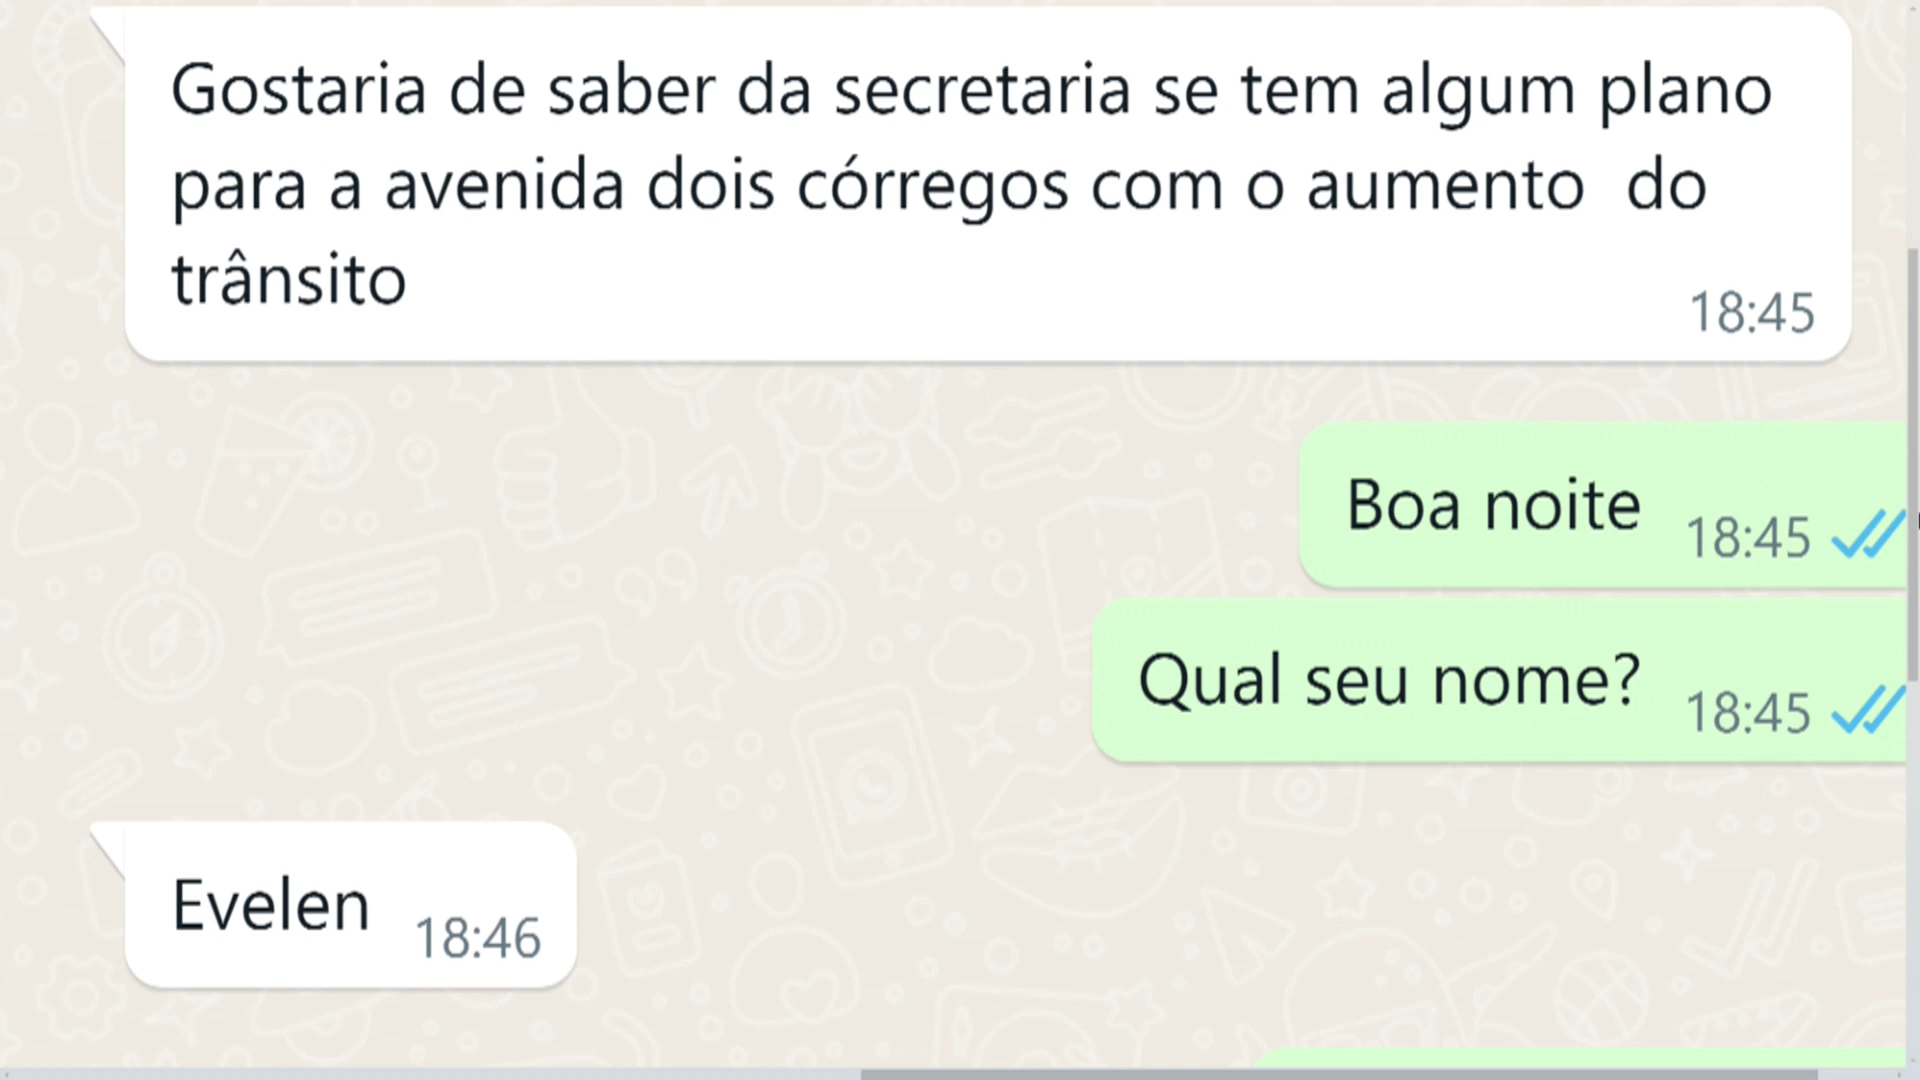 Gostaria de saber da secretaria se tem algum plano
para a avenida dois córregos com o aumento  do
trânsito
18:45
Boa noite 18:45
Qual seu nome? 18:45
Evelen 18:46